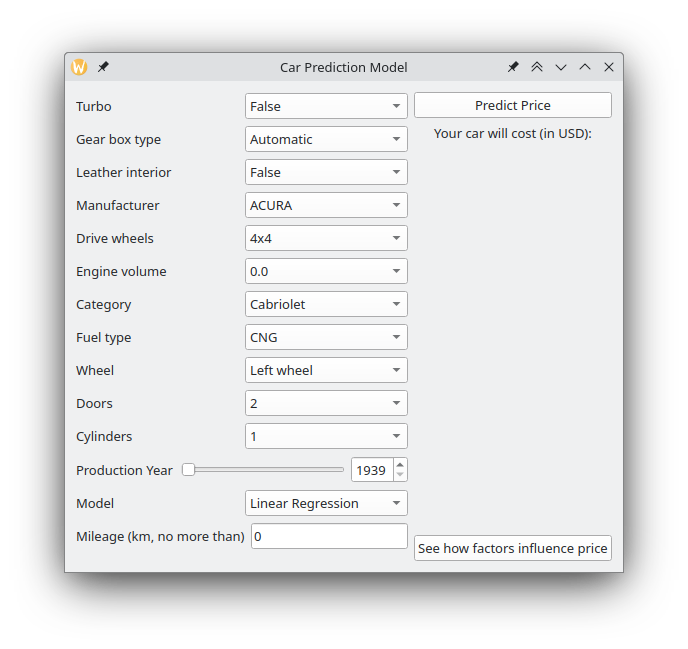 W
Car Prediction Model
Turbo False
Predict Price
Gear box type Automatic
Your car will cost (in USD):
Leather interior False
Manufacturer ACURA
Drive wheels 4x4
Engine volume 0.0
Category Cabriolet
Fuel type CNG
Wheel Left wheel
Doors 2
Cylinders 1
Production Year 1939
Model Linear Regression
Mileage (km, no more than) 0
See how factors influence price